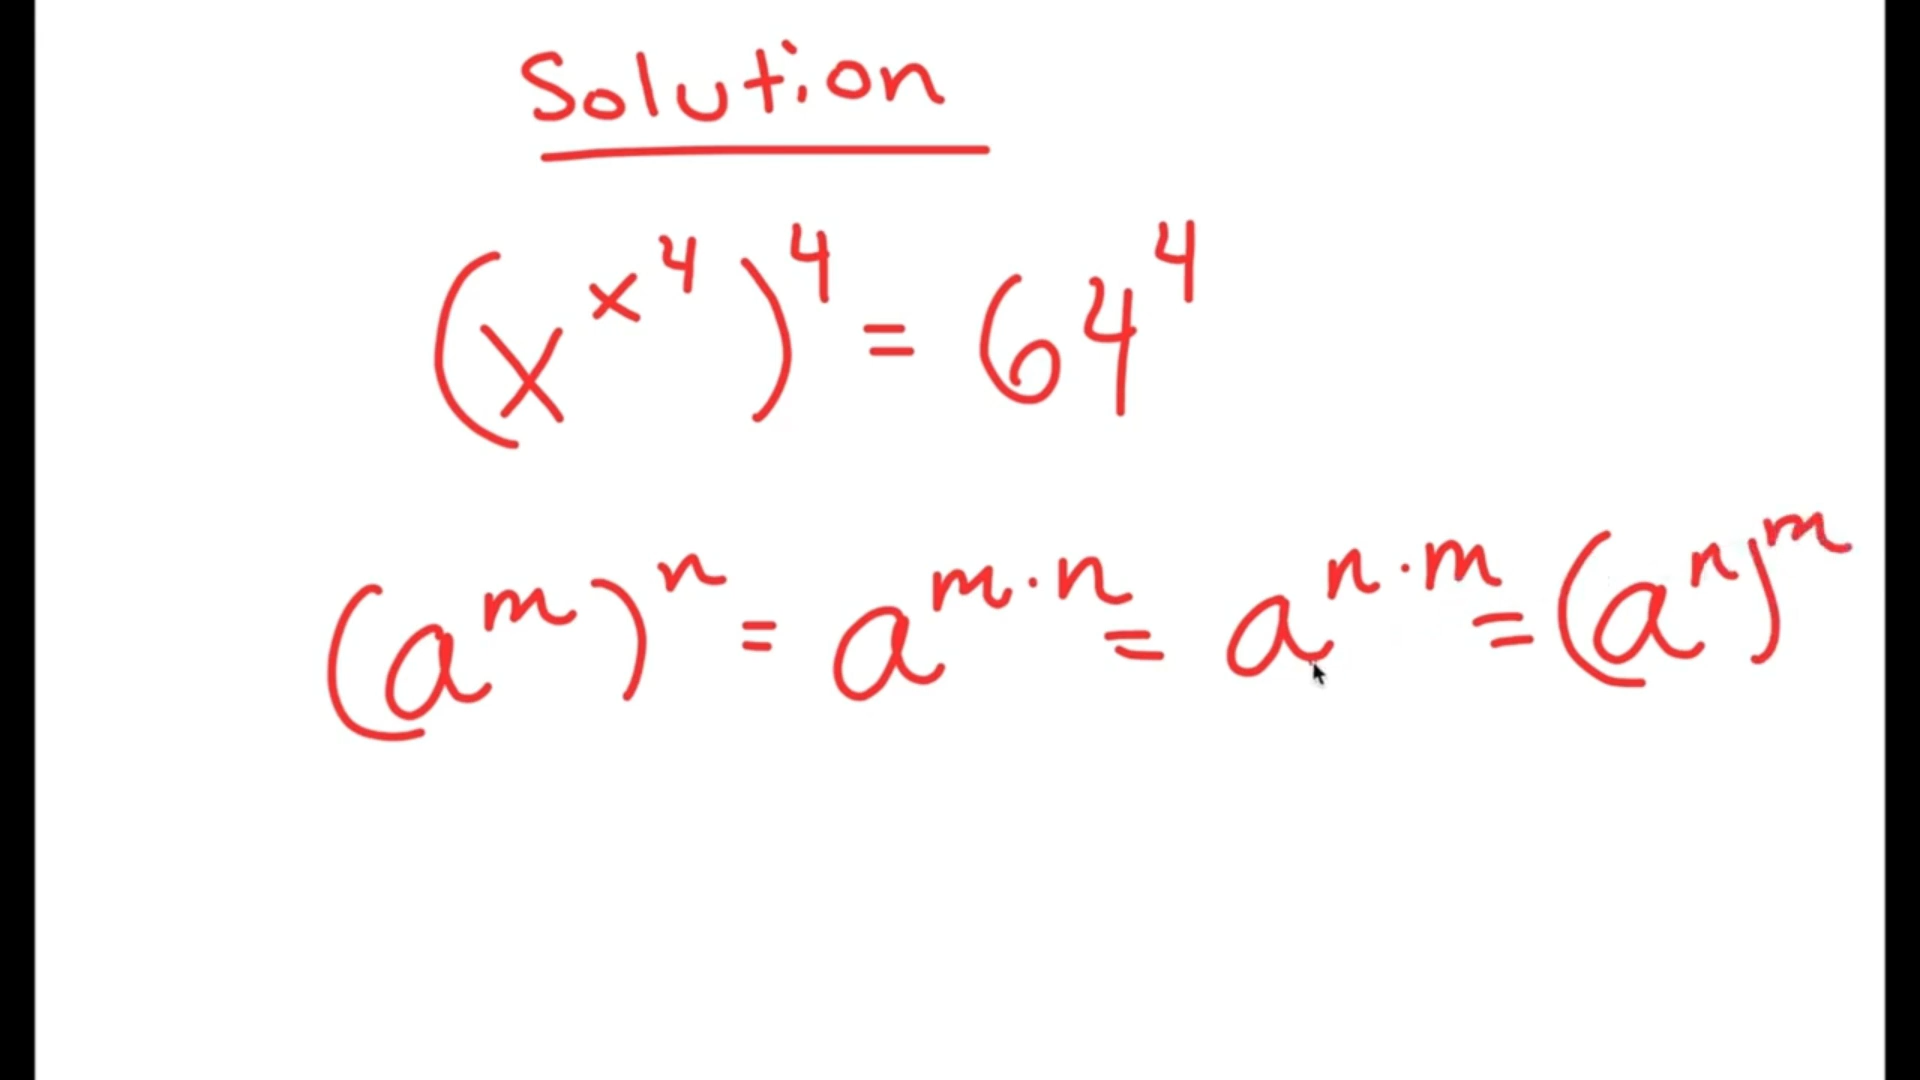 Solution
(x^{x^4})^4 = 64^4
(a^m)^n = a^{m·n} = a^{n·m} = (a^n)^m